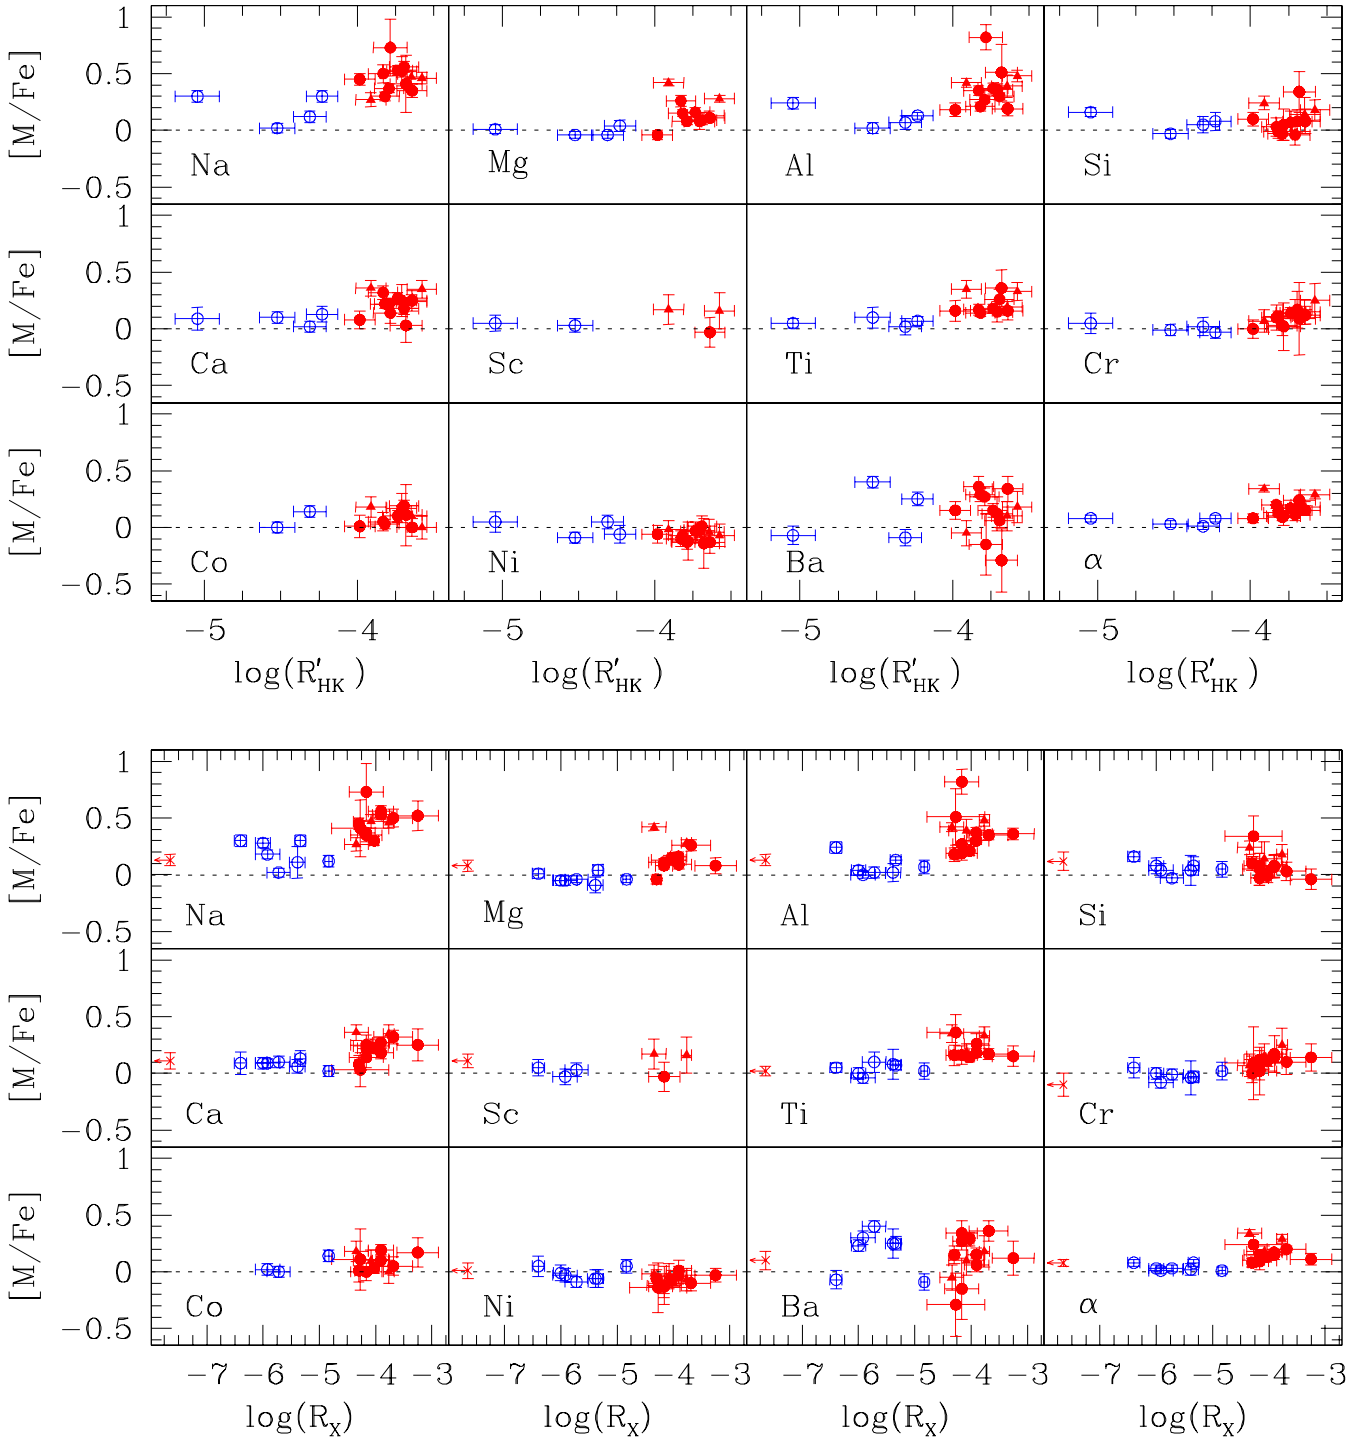 [M/Fe] 1 0.5 0 −0.5 Na Mg Al Si
[M/Fe] 1 0.5 0 −0.5 Ca Sc Ti Cr
[M/Fe] 1 0.5 0 −0.5 Co Ni Ba α
−5 −4 −5 −4 −5 −4 −5 −4
log(R′HK) log(R′HK) log(R′HK) log(R′HK)
[M/Fe] 1 0.5 0 −0.5 Na Mg Al Si
[M/Fe] 1 0.5 0 −0.5 Ca Sc Ti Cr
[M/Fe] 1 0.5 0 −0.5 Co Ni Ba α
−7 −6 −5 −4 −3 −7 −6 −5 −4 −3 −7 −6 −5 −4 −3 −7 −6 −5 −4 −3
log(RX) log(RX) log(RX) log(RX)